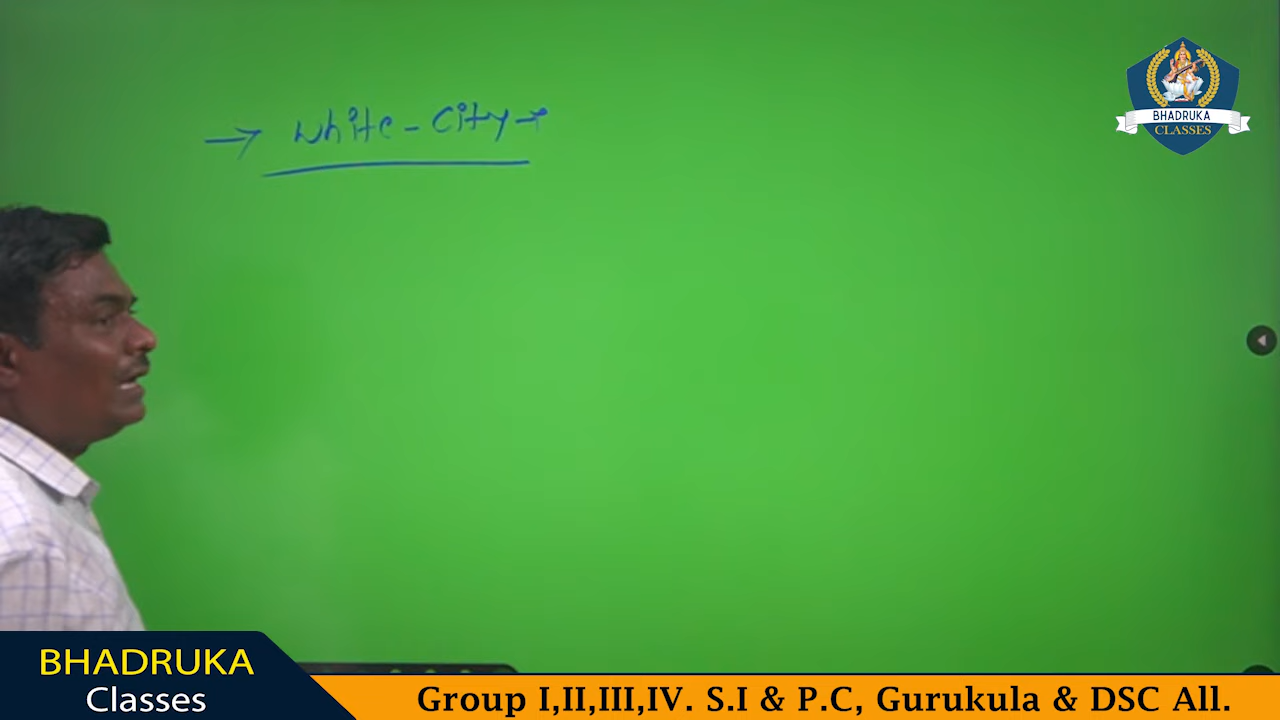 → White-City→
BHADRUKA
CLASSES
BHADRUKA
Classes
Group I,II,III,IV. S.I & P.C, Gurukula & DSC All.